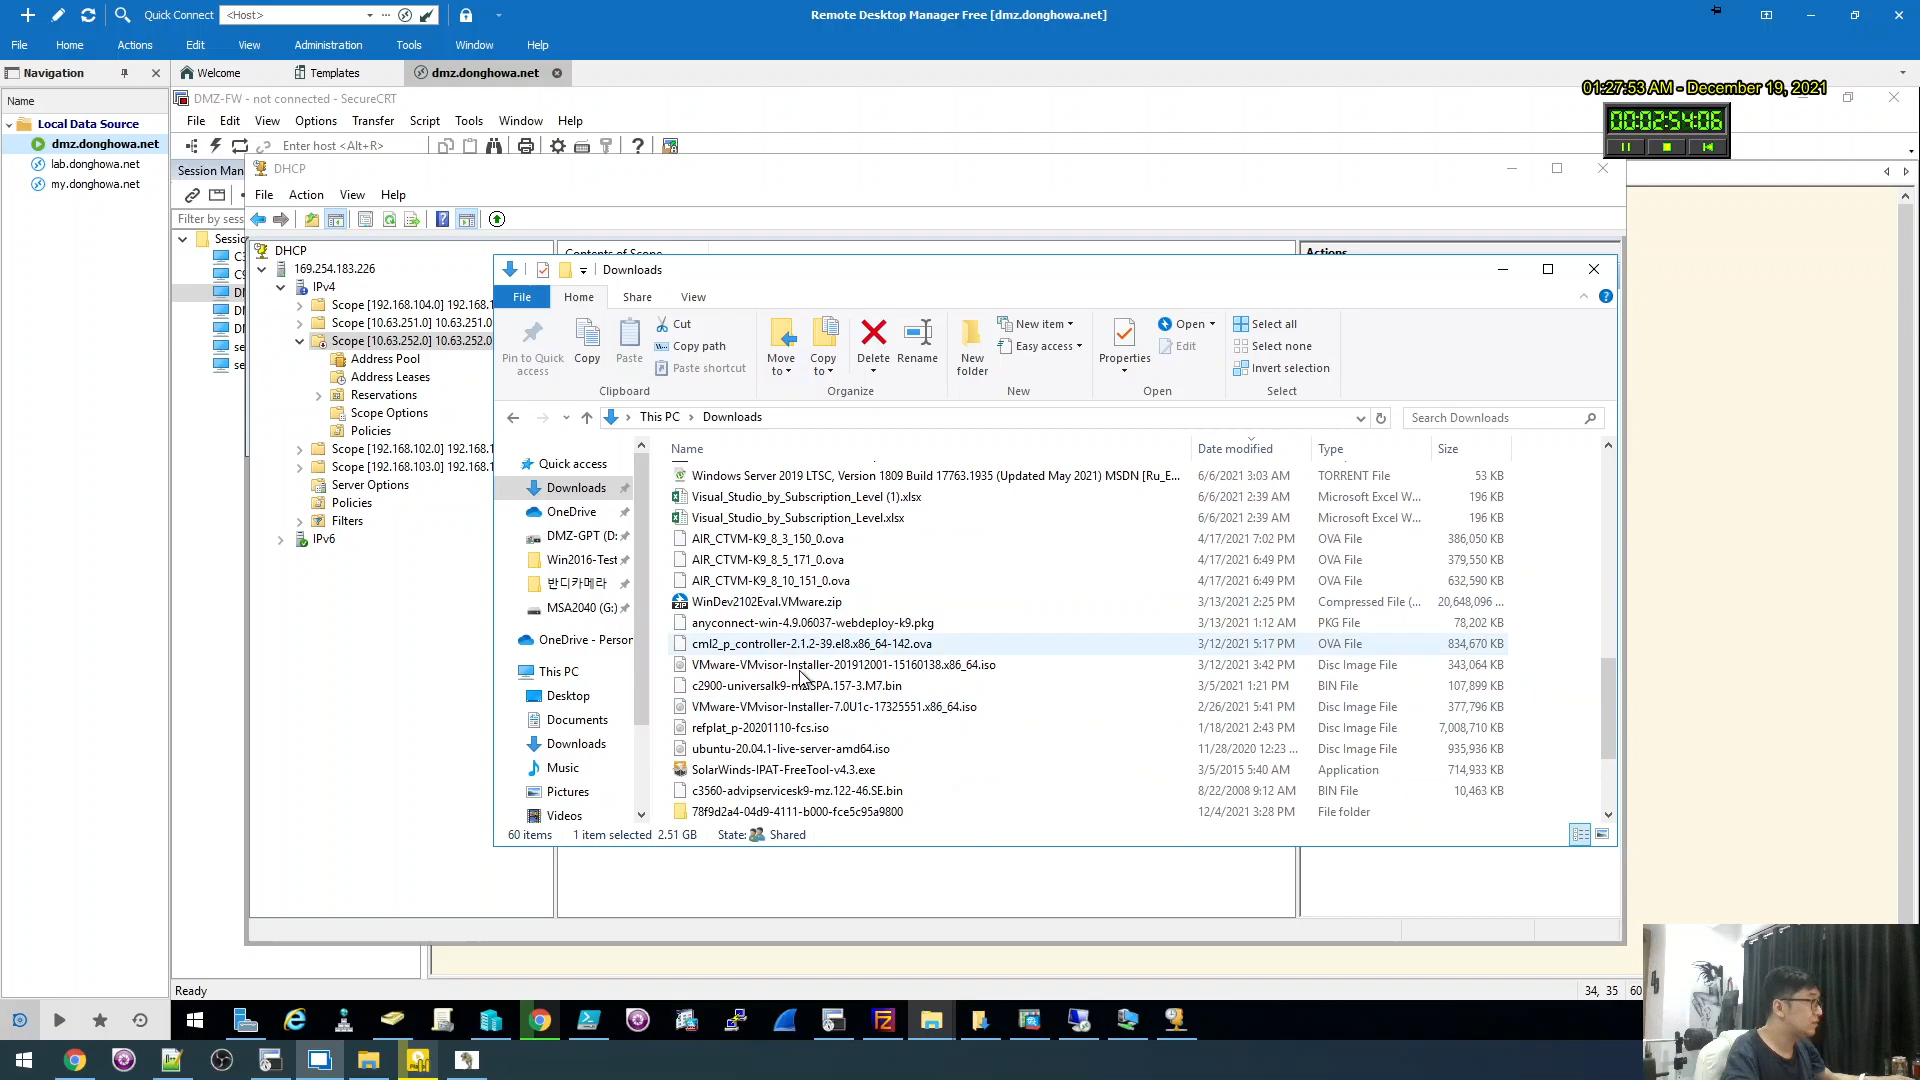 Quick Connect <Host> Remote Desktop Manager Free [dmz.donghowa.net]
File Home Actions Edit View Administration Tools Window Help
Navigation Welcome Templates dmz.donghowa.net
01:27:53 AM - December 19, 2021
Name DMZ-FW - not connected - SecureCRT
00:02:54:06
Local Data Source File Edit View Options Transfer Script Tools Window Help
dmz.donghowa.net Enter host <Alt+R>
lab.donghowa.net Session Man DHCP
my.donghowa.net File Action View Help
Filter by sess
Sessic DHCP Contents of Scope Actions
169.254.183.226
IPv4
Scope [192.168.104.0] 192.168.1
Scope [10.63.251.0] 10.63.251.0
Scope [10.63.252.0] 10.63.252.0
Address Pool
Address Leases
Reservations
Scope Options
Policies
Scope [192.168.102.0] 192.168.1
Scope [192.168.103.0] 192.168.1
Server Options
Policies
Filters
IPv6
Downloads
File Home Share View
Pin to Quick access Copy Paste Cut Copy path Paste shortcut Move to Copy to Delete Rename New folder New item Easy access Properties Open Edit Select all Select none Invert selection
Clipboard Organize New Open Select
This PC Downloads Search Downloads
Name Date modified Type Size
Quick access
Downloads
OneDrive
DMZ-GPT (D:
Win2016-Test
반디카메라
MSA2040 (G:)
OneDrive - Person
This PC
Desktop
Documents
Downloads
Music
Pictures
Videos
Windows Server 2019 LTSC, Version 1809 Build 17763.1935 (Updated May 2021) MSDN [Ru_E... 6/6/2021 3:03 AM TORRENT File 53 KB
Visual_Studio_by_Subscription_Level (1).xlsx 6/6/2021 2:39 AM Microsoft Excel W... 196 KB
Visual_Studio_by_Subscription_Level.xlsx 6/6/2021 2:39 AM Microsoft Excel W... 196 KB
AIR_CTVM-K9_8_3_150_0.ova 4/17/2021 7:02 PM OVA File 386,050 KB
AIR_CTVM-K9_8_5_171_0.ova 4/17/2021 6:49 PM OVA File 379,550 KB
AIR_CTVM-K9_8_10_151_0.ova 4/17/2021 6:49 PM OVA File 632,590 KB
WinDev2102Eval.VMware.zip 3/13/2021 2:25 PM Compressed File (... 20,648,096 ...
anyconnect-win-4.9.06037-webdeploy-k9.pkg 3/13/2021 1:12 AM PKG File 78,202 KB
cml2_p_controller-2.1.2-39.el8.x86_64-142.ova 3/12/2021 5:17 PM OVA File 834,670 KB
VMware-VMvisor-Installer-201912001-15160138.x86_64.iso 3/12/2021 3:42 PM Disc Image File 343,064 KB
c2900-universalk9-mz.SPA.157-3.M7.bin 3/5/2021 1:21 PM BIN File 107,899 KB
VMware-VMvisor-Installer-7.0U1c-17325551.x86_64.iso 2/26/2021 5:41 PM Disc Image File 377,796 KB
refplat_p-20201110-fcs.iso 1/18/2021 2:43 PM Disc Image File 7,008,710 KB
ubuntu-20.04.1-live-server-amd64.iso 11/28/2020 12:23 ... Disc Image File 935,936 KB
SolarWinds-IPAT-FreeTool-v4.3.exe 3/5/2015 5:40 AM Application 714,933 KB
c3560-advipservicesk9-mz.122-46.SE.bin 8/22/2008 9:12 AM BIN File 10,463 KB
78f9d2a4-04d9-4111-b000-fce5c95a9800 12/4/2021 3:28 PM File folder
60 items 1 item selected 2.51 GB State: Shared
Ready 34, 35 60